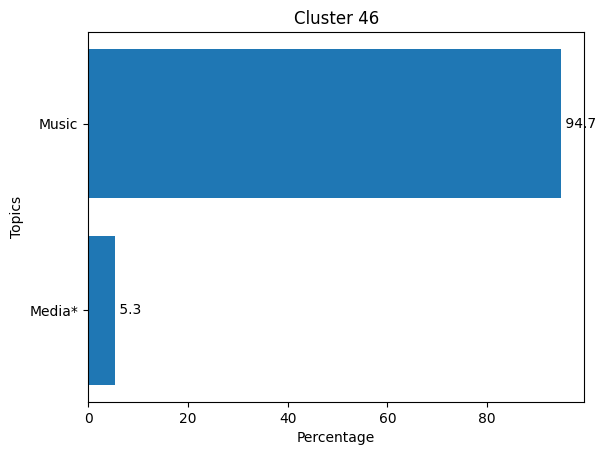 Cluster 46
Topics
Music
94.7
Media*
5.3
0 20 40 60 80
Percentage